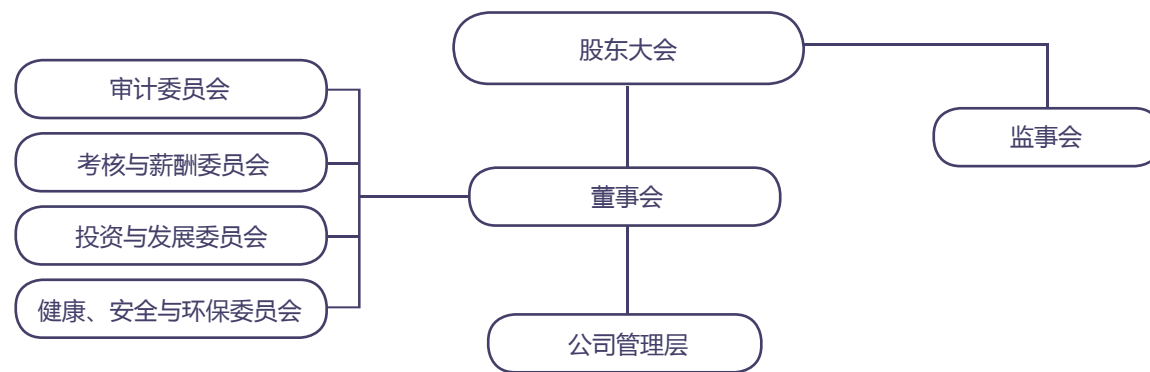 股东大会
审计委员会
监事会
考核与薪酬委员会
董事会
投资与发展委员会
健康、安全与环保委员会
公司管理层